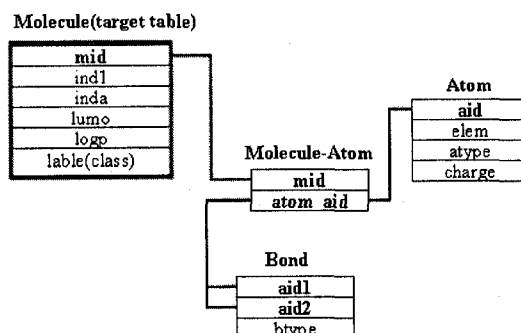 Molecule(target table)
mid
ind1
inda
lumo
logp
lable(class)
Atom
aid
elem
atype
charge
Molecule-Atom
mid
atom_aid
Bond
aid1
aid2
btype